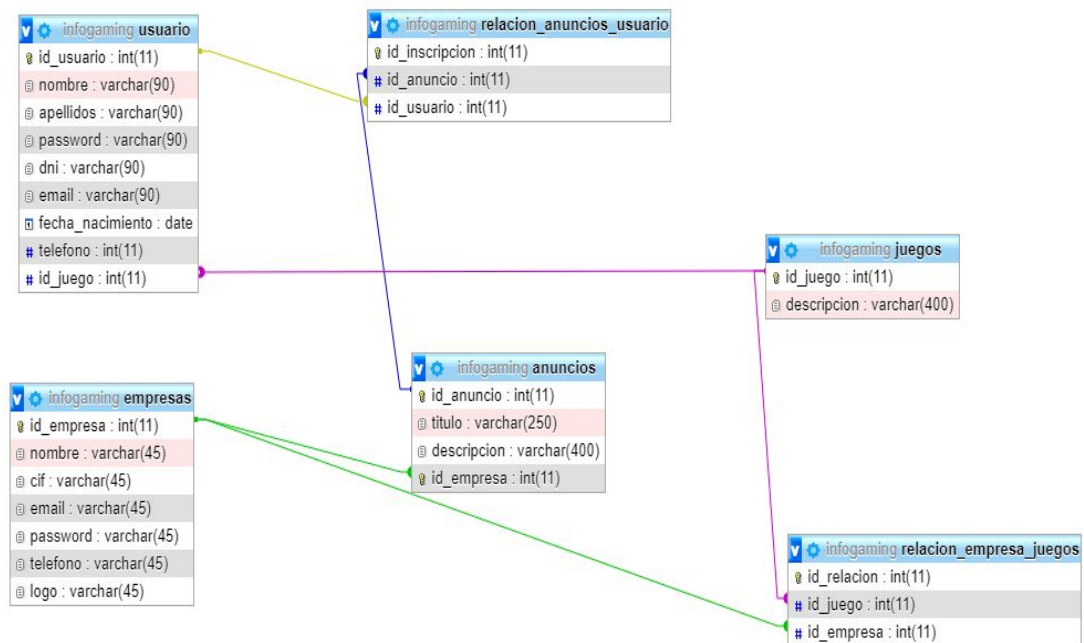 infogaming usuario
id_usuario : int(11)
nombre : varchar(90)
apellidos : varchar(90)
password : varchar(90)
dni : varchar(90)
email : varchar(90)
fecha_nacimiento : date
telefono : int(11)
id_juego : int(11)
infogaming relacion_anuncios_usuario
id_inscripcion : int(11)
id_anuncio : int(11)
id_usuario : int(11)
infogaming juegos
id_juego : int(11)
descripcion : varchar(400)
infogaming anuncios
id_anuncio : int(11)
titulo : varchar(250)
descripcion : varchar(400)
id_empresa : int(11)
infogaming empresas
id_empresa : int(11)
nombre : varchar(45)
cif : varchar(45)
email : varchar(45)
password : varchar(45)
telefono : varchar(45)
logo : varchar(45)
infogaming relacion_empresa_juegos
id_relacion : int(11)
id_juego : int(11)
id_empresa : int(11)